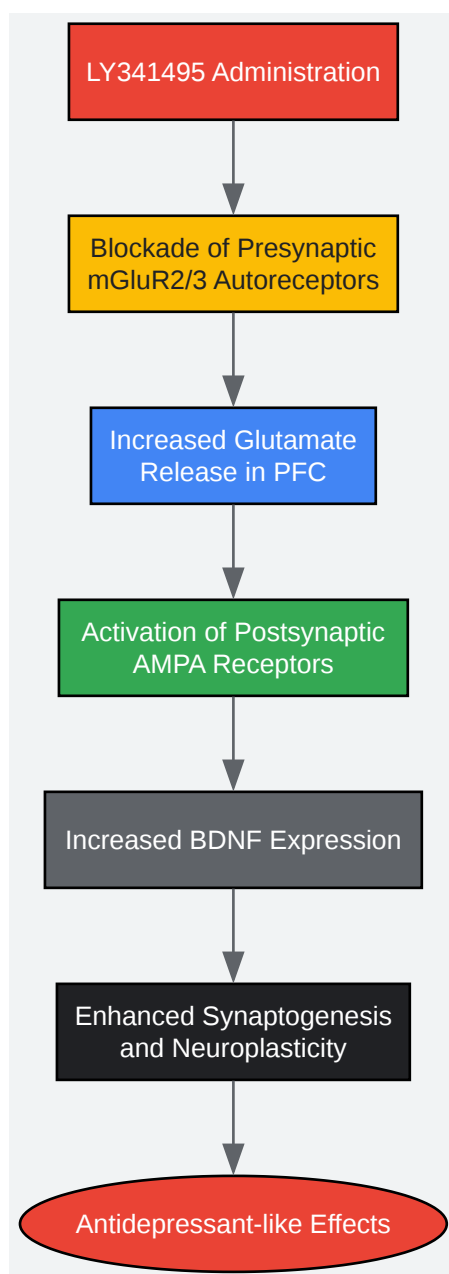 LY341495 Administration
Blockade of Presynaptic
mGluR2/3 Autoreceptors
Increased Glutamate
Release in PFC
Activation of Postsynaptic
AMPA Receptors
Increased BDNF Expression
Enhanced Synaptogenesis
and Neuroplasticity
Antidepressant-like Effects